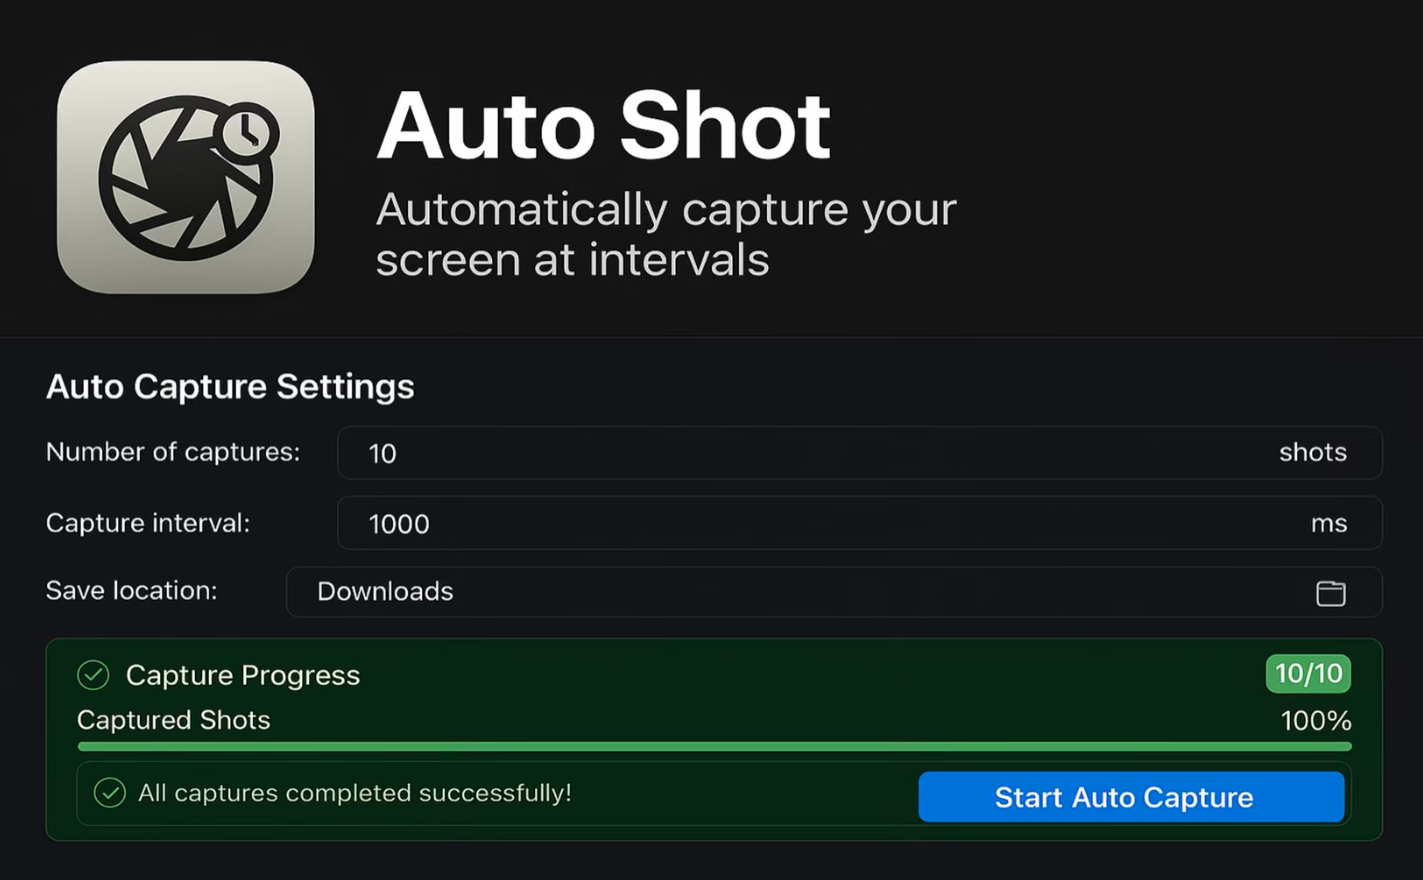 Auto Shot
Automatically capture your
screen at intervals
Auto Capture Settings
Number of captures: 10 shots
Capture interval: 1000 ms
Save location: Downloads
Capture Progress 10/10
Captured Shots 100%
All captures completed successfully! Start Auto Capture